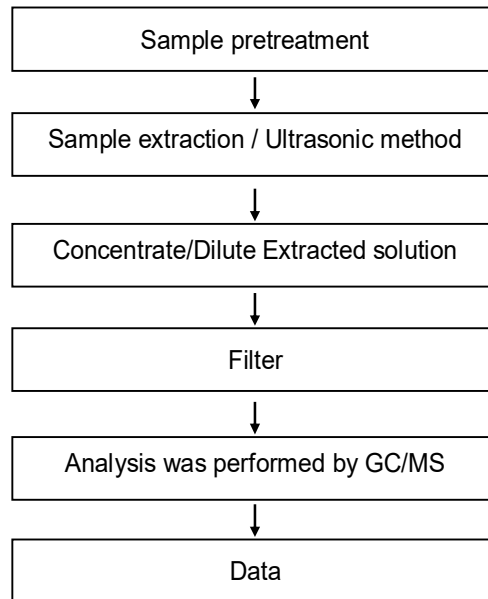 Sample pretreatment
Sample extraction / Ultrasonic method
Concentrate/Dilute Extracted solution
Filter
Analysis was performed by GC/MS
Data